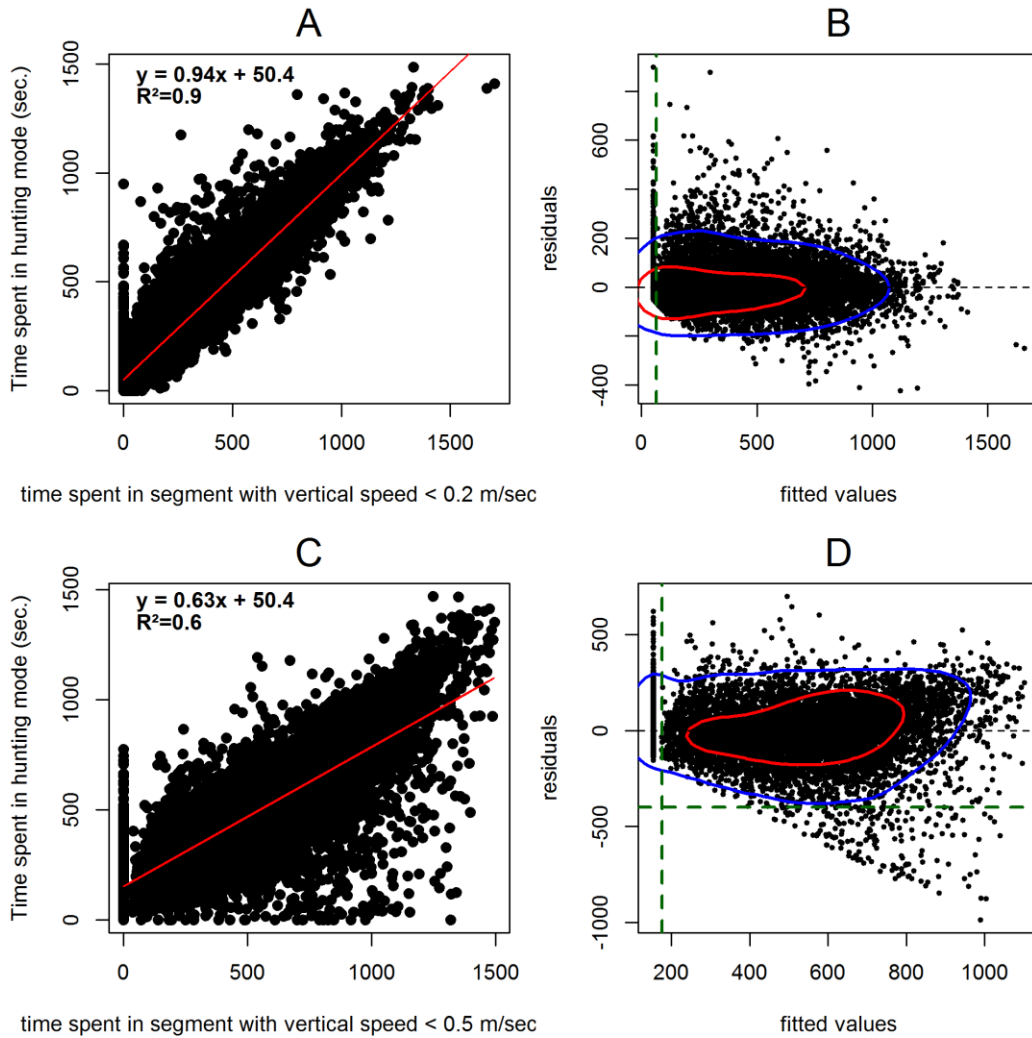 A
y = 0.94x + 50.4
R²=0.9
Time spent in hunting mode (sec.)
0 500 1000 1500
0 500 1000 1500
time spent in segment with vertical speed < 0.2 m/sec
B
residuals
-400 0 200 600
0 500 1000 1500
fitted values
C
y = 0.63x + 50.4
R²=0.6
Time spent in hunting mode (sec.)
0 500 1000 1500
0 500 1000 1500
time spent in segment with vertical speed < 0.5 m/sec
D
residuals
-1000 -500 0 500
200 400 600 800 1000
fitted values